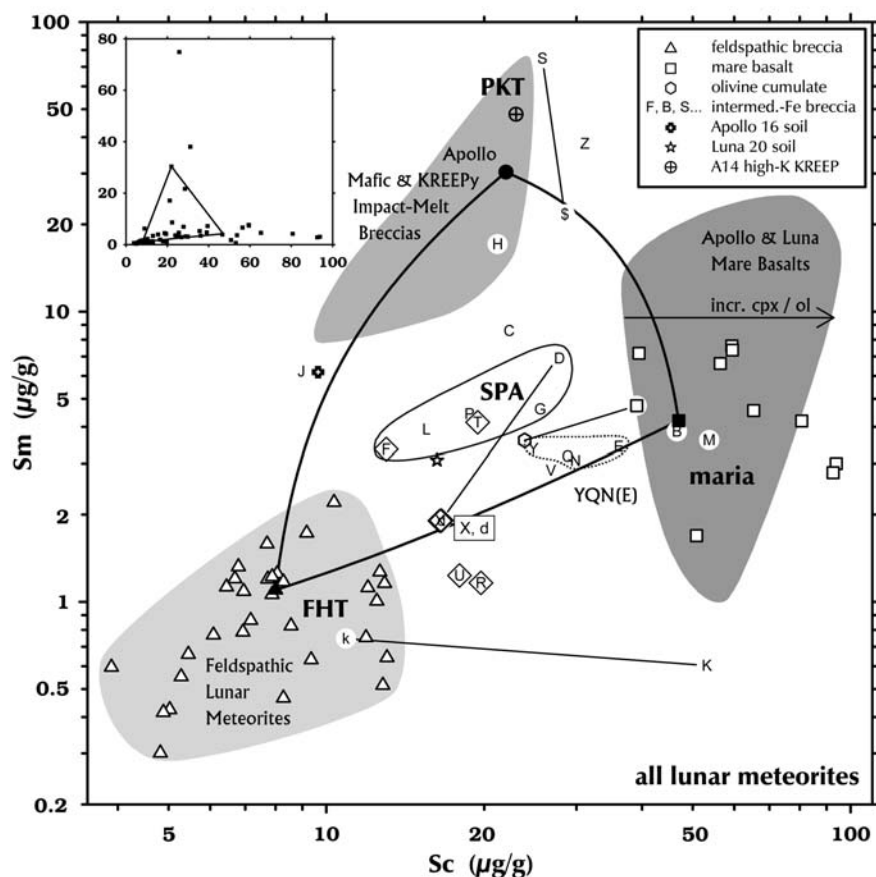 100
50
20
10
5
2
1
0.5
0.2
Sm (µg/g)
80
60
40
20
0
0 20 40 60 80 100
feldspathic breccia
mare basalt
olivine cumulate
F, B, S... intermed.-Fe breccia
Apollo 16 soil
Luna 20 soil
A14 high-K KREEP
S
PKT
Z
Apollo
Mafic & KREEPy
Impact-Melt
Breccias
$
H
Apollo & Luna
Mare Basalts
incr. cpx / ol
C
J
D
SPA
P
T
G
L
F
B
M
Y
E
Q
N
V
maria
YQN(E)
X, d
U
R
FHT
k
K
Feldspathic
Lunar
Meteorites
all lunar meteorites
5 10 20 50 100
Sc (µg/g)